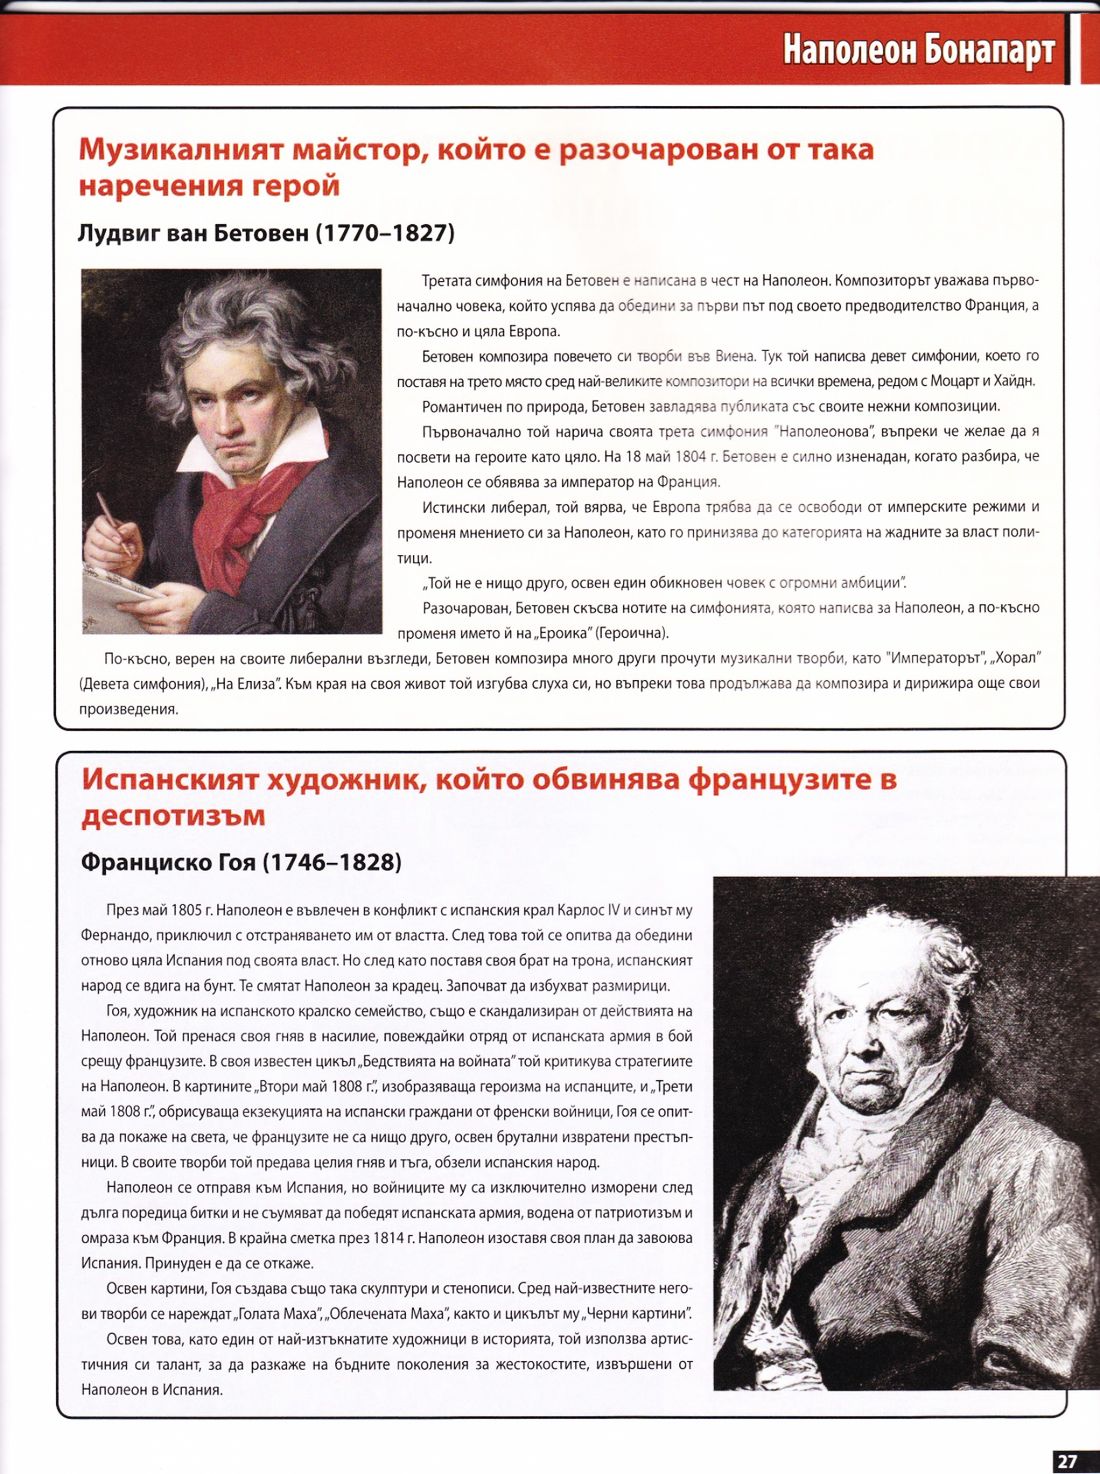 Наполеон Бонапарт
Музикалният майстор, който е разочарован от така
наречения герой
Лудвиг ван Бетовен (1770–1827)
Третата симфония на Бетовен е написана в чест на Наполеон. Композиторът уважава първо-
начално човека, който успява да обедини за първи път под своето предводителство Франция, а
по-късно и цяла Европа.
Бетовен композира повечето си творби във Виена. Тук той написва девет симфонии, което го
поставя на трето място сред най-великите композитори на всички времена, редом с Моцарт и Хайдн.
Романтичен по природа, Бетовен завладява публиката със своите нежни композиции.
Първоначално той нарича своята трета симфония "Наполеонова", въпреки че желае да я
посвети на героите като цяло. На 18 май 1804 г. Бетовен е силно изненадан, когато разбира, че
Наполеон се обявява за император на Франция.
Истински либерал, той вярва, че Европа трябва да се освободи от имперските режими и
променя мнението си за Наполеон, като го принизява до категорията на жадните за власт поли-
тици.
„Той не е нищо друго, освен един обикновен човек с огромни амбиции".
Разочарован, Бетовен скъсва нотите на симфонията, която написва за Наполеон, а по-късно
променя името й на „Ероика" (Героична).
По-късно, верен на своите либерални възгледи, Бетовен композира много други прочути музикални творби, като "Императорът", „Хорал"
(Девета симфония), „На Елиза". Към края на своя живот той изгубва слуха си, но въпреки това продължава да композира и дирижира още свои
произведения.
Испанският художник, който обвинява французите в
деспотизъм
Франциско Гоя (1746–1828)
През май 1805 г. Наполеон е въвлечен в конфликт с испанския крал Карлос IV и синът му
Фернандо, приключил с отстраняването им от властта. След това той се опитва да обедини
отново цяла Испания под своята власт. Но след като поставя своя брат на трона, испанският
народ се вдига на бунт. Те смятат Наполеон за крадец. Започват да избухват размирици.
Гоя, художник на испанското кралско семейство, също е скандализиран от действията на
Наполеон. Той пренася своя гняв в насилие, повеждайки отряд от испанската армия в бой
срещу французите. В своя известен цикъл „Бедствията на войната" той критикува стратегиите
на Наполеон. В картините „Втори май 1808 г.", изобразяваща героизма на испанците, и „Трети
май 1808 г.", обрисуваща екзекуцията на испански граждани от френски войници, Гоя се опит-
ва да покаже на света, че французите не са нищо друго, освен брутални извратени престъп-
ници. В своите творби той предава целия гняв и тъга, обзели испанския народ.
Наполеон се отправя към Испания, но войниците му са изключително изморени след
дълга поредица битки и не съумяват да победят испанската армия, водена от патриотизъм и
омраза към Франция. В крайна сметка през 1814 г. Наполеон изоставя своя план да завоюва
Испания. Принуден е да се откаже.
Освен картини, Гоя създава също така скулптури и стенописи. Сред най-известните него-
ви творби се нареждат „Голата Маха", „Облечената Маха", както и цикълът му „Черни картини".
Освен това, като един от най-изтъкнатите художници в историята, той използва артис-
тичния си талант, за да разкаже на бъдните поколения за жестокостите, извършени от
Наполеон в Испания.
27